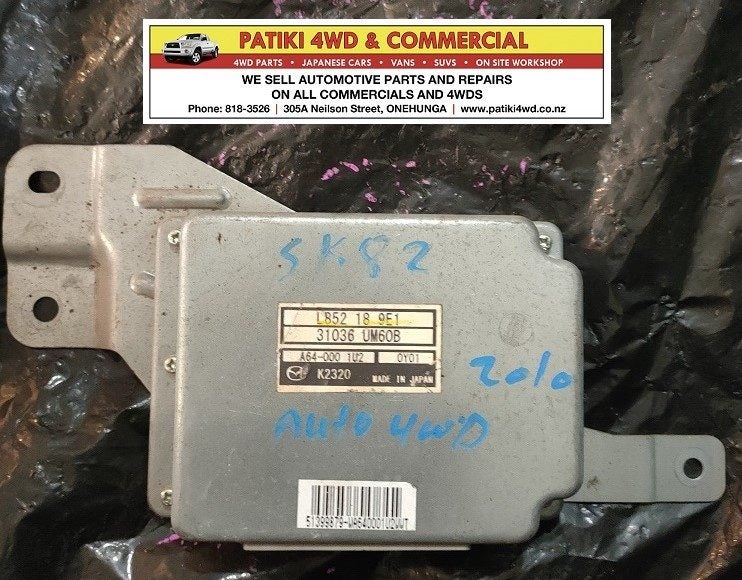 PATIKI 4WD & COMMERCIAL
4WD PARTS • JAPANESE CARS • VANS • SUVS • ON SITE WORKSHOP
WE SELL AUTOMOTIVE PARTS AND REPAIRS
ON ALL COMMERCIALS AND 4WDS
Phone: 818-3526 | 305A Neilson Street, ONEHUNGA | www.patiki4wd.co.nz
SK82
L852 18 9E1
31036 UM60B
A64-000 1U2 0Y01
K2320 MADE IN JAPAN
2010
Auto 4WD